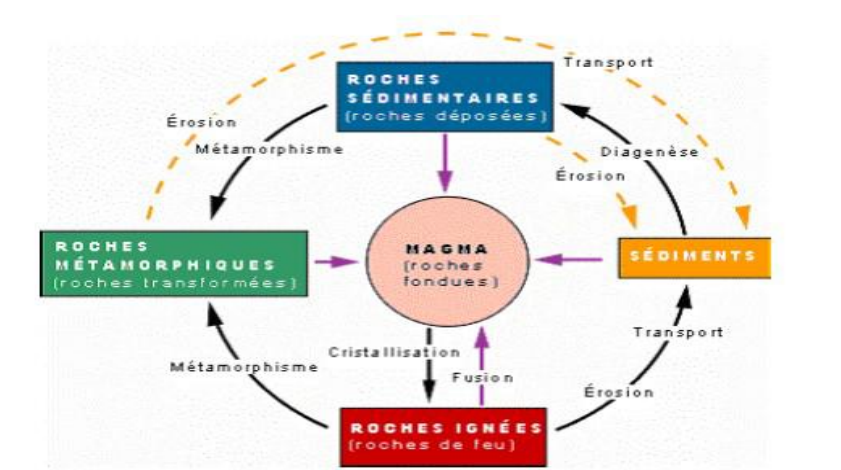 Transport
ROCHES
SÉDIMENTAIRES
(roches déposées)
Érosion
Métamorphisme
Diagenèse
Érosion
ROCHES
MÉTAMORPHIQUES
(roches transformées)
MAGMA
(roches
fondues)
SÉDIMENTS
Cristallisation
Transport
Métamorphisme
Fusion
Érosion
ROCHES IGNÉES
(roches de feu)